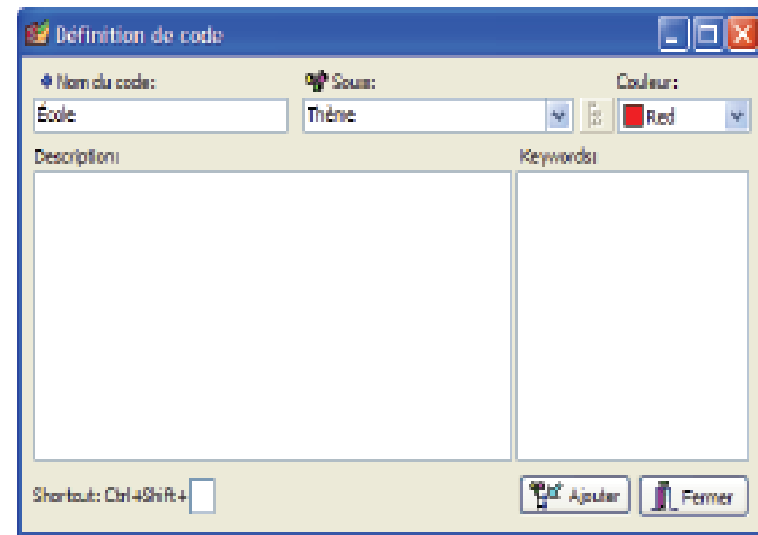 Définition de code
Nom du code: Sous: Couleur:
École Thème Red
Description: Keywords:
Shortcut: Ctrl+Shift+ Ajouter Fermer